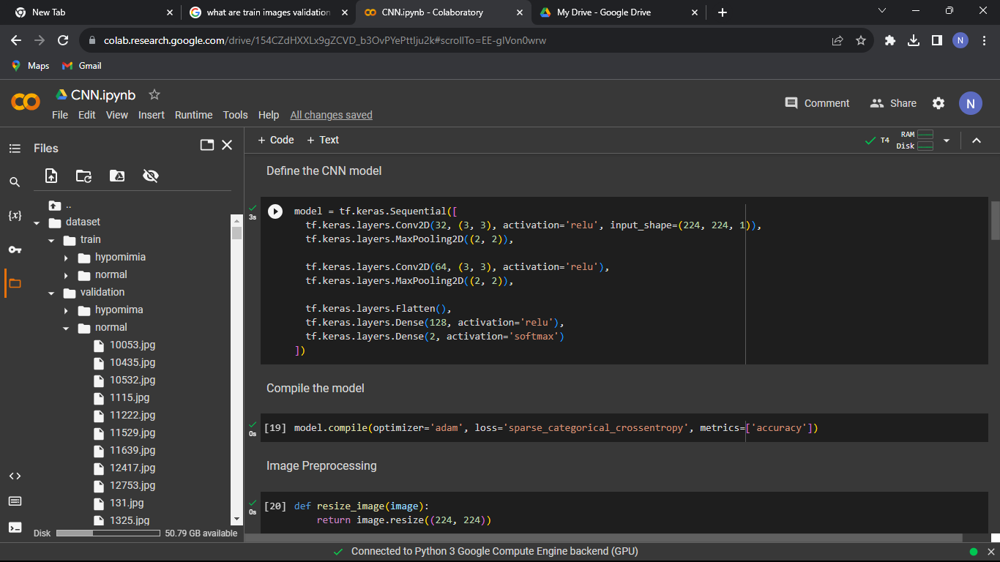 New Tab
what are train images validation
CNN.ipynb - Colaboratory
My Drive - Google Drive
colab.research.google.com/drive/154CZdHXXLx9gZCVD_b3OvPYePttIju2k#scrollTo=EE-gIVon0wrw
N
Maps
Gmail
CNN.ipynb
File Edit View Insert Runtime Tools Help All changes saved
Comment
Share
N
Files
+ Code + Text
T4
RAM
Disk
{x}
..
dataset
train
hypomimia
normal
validation
hypomima
normal
10053.jpg
10435.jpg
10532.jpg
1115.jpg
11222.jpg
11529.jpg
11639.jpg
12417.jpg
12753.jpg
131.jpg
1325.jpg
Disk
50.79 GB available
Define the CNN model
3s
model = tf.keras.Sequential([
tf.keras.layers.Conv2D(32, (3, 3), activation='relu', input_shape=(224, 224, 1)),
tf.keras.layers.MaxPooling2D((2, 2)),
tf.keras.layers.Conv2D(64, (3, 3), activation='relu'),
tf.keras.layers.MaxPooling2D((2, 2)),
tf.keras.layers.Flatten(),
tf.keras.layers.Dense(128, activation='relu'),
tf.keras.layers.Dense(2, activation='softmax')
])
Compile the model
0s
[19] model.compile(optimizer='adam', loss='sparse_categorical_crossentropy', metrics=['accuracy'])
Image Preprocessing
0s
[20] def resize_image(image):
return image.resize((224, 224))
Connected to Python 3 Google Compute Engine backend (GPU)